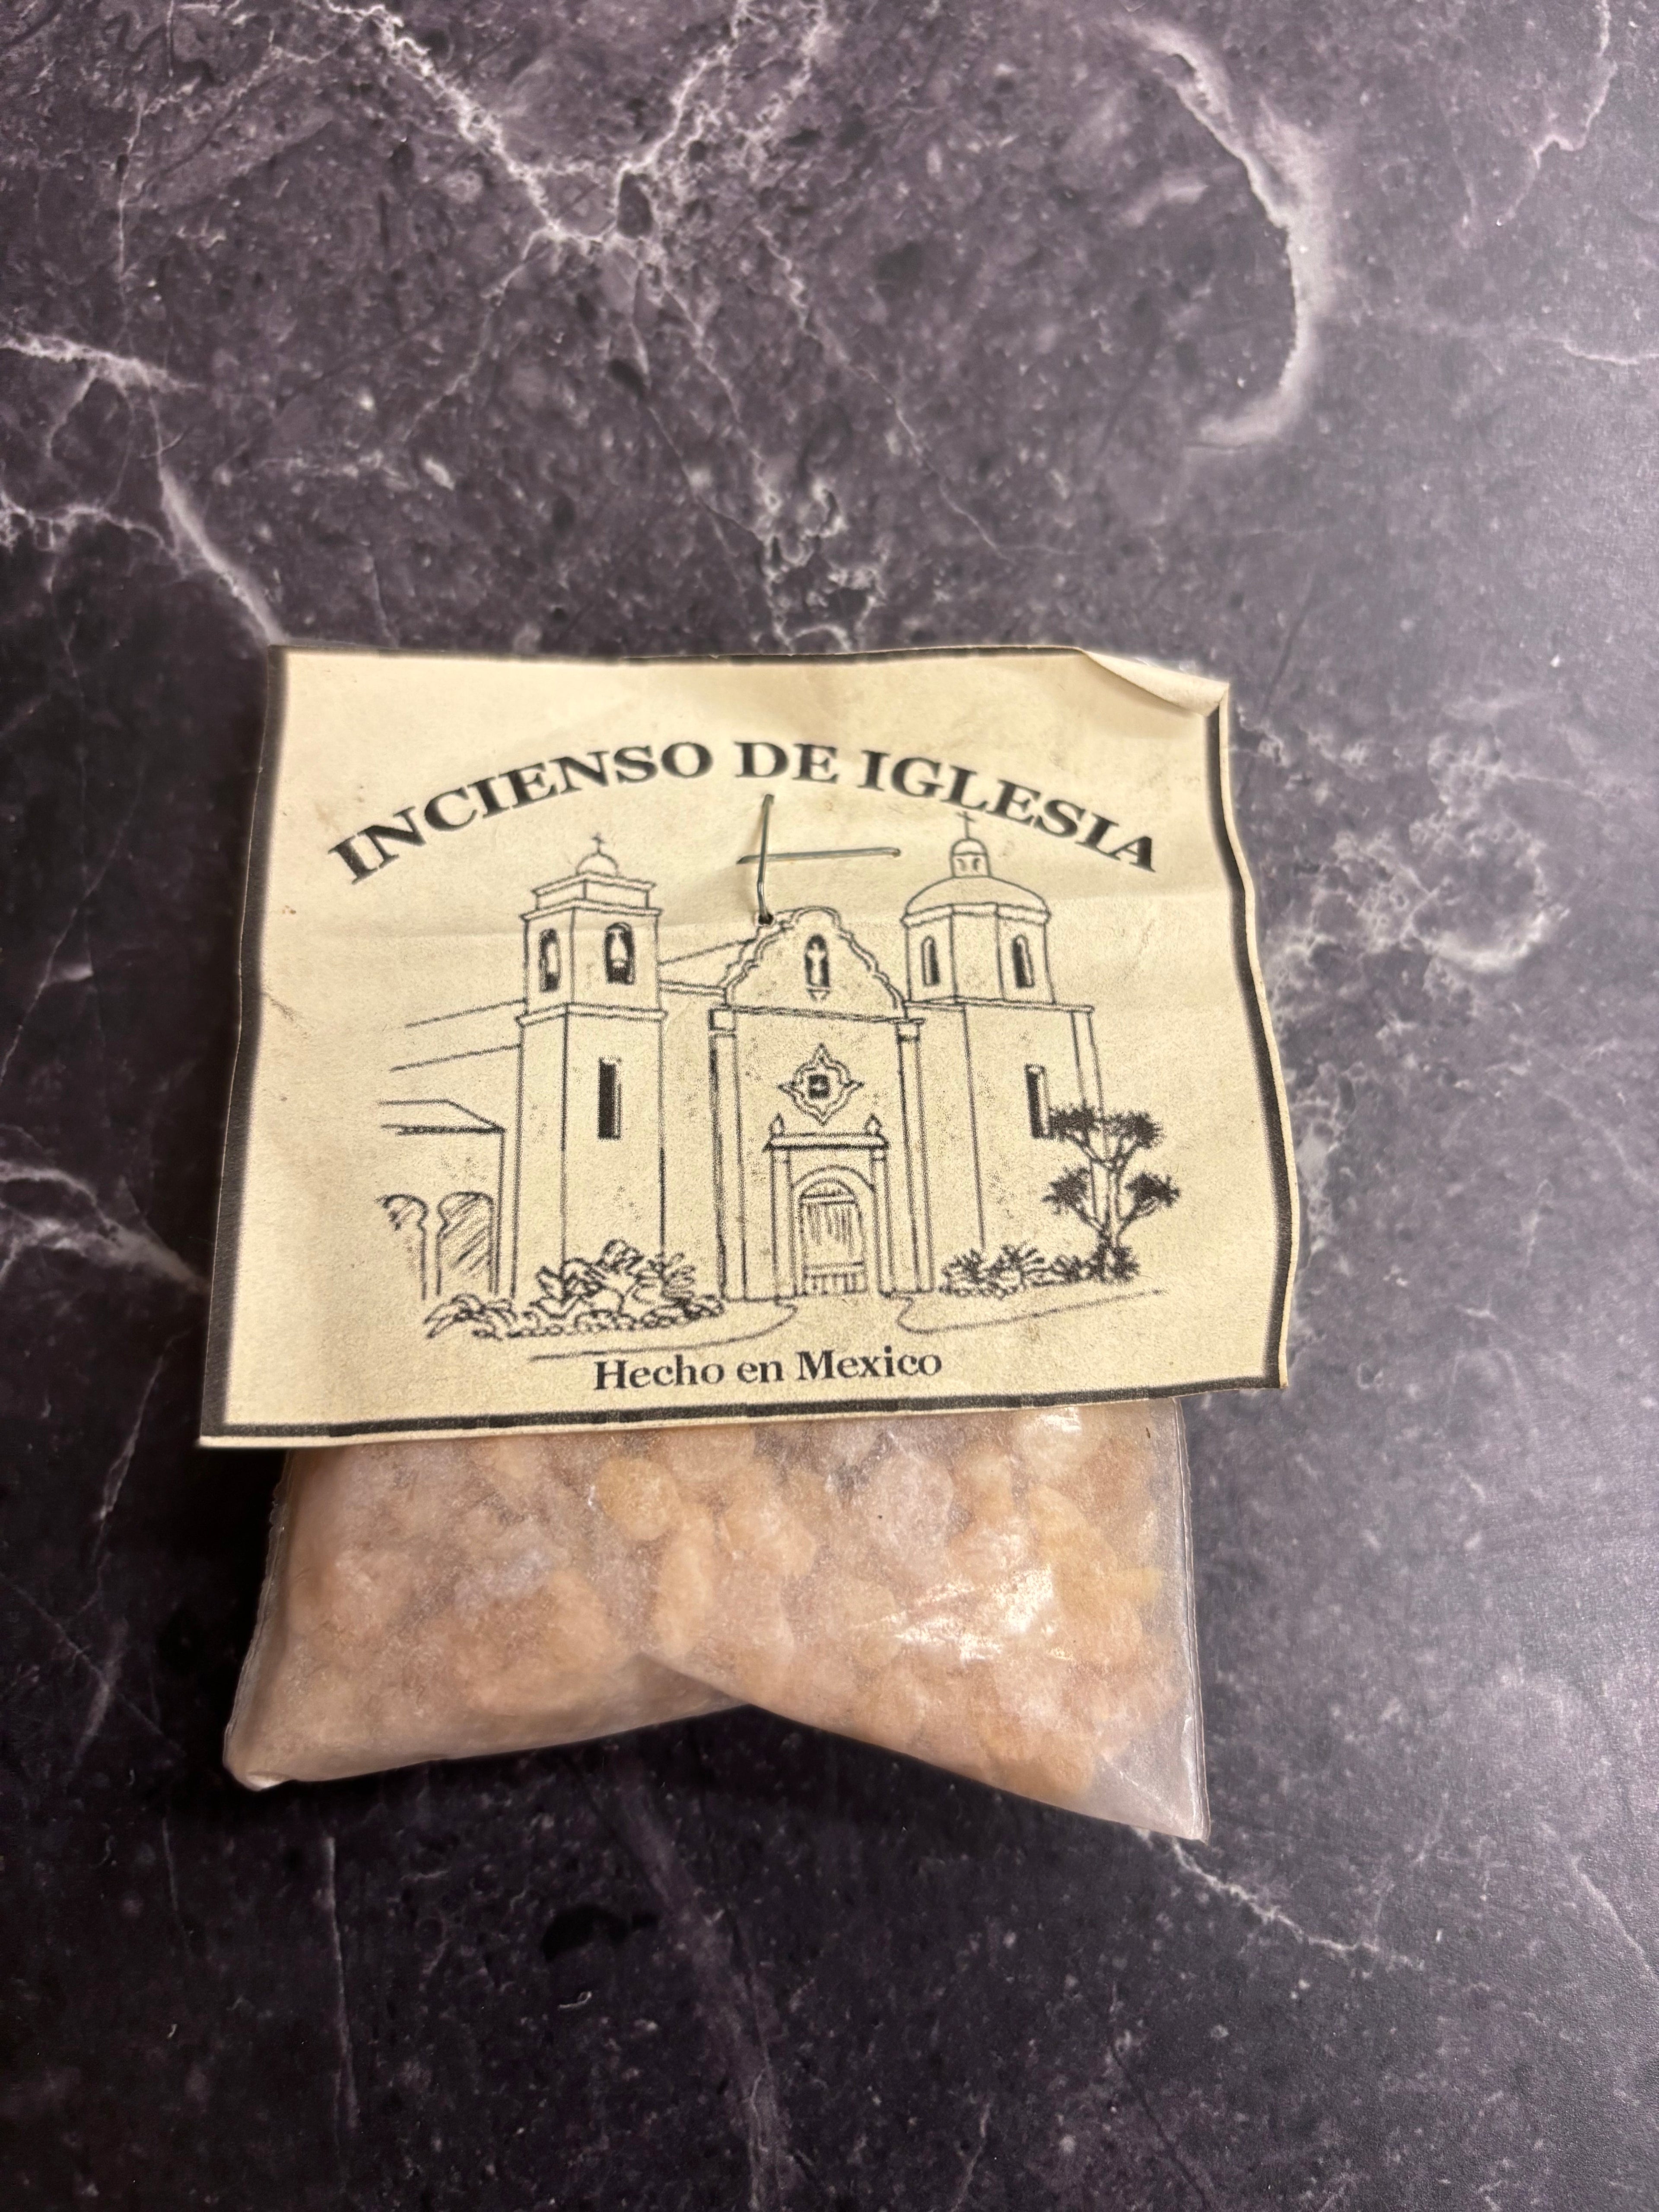 INCIENSO DE IGLESIA
Hecho en Mexico